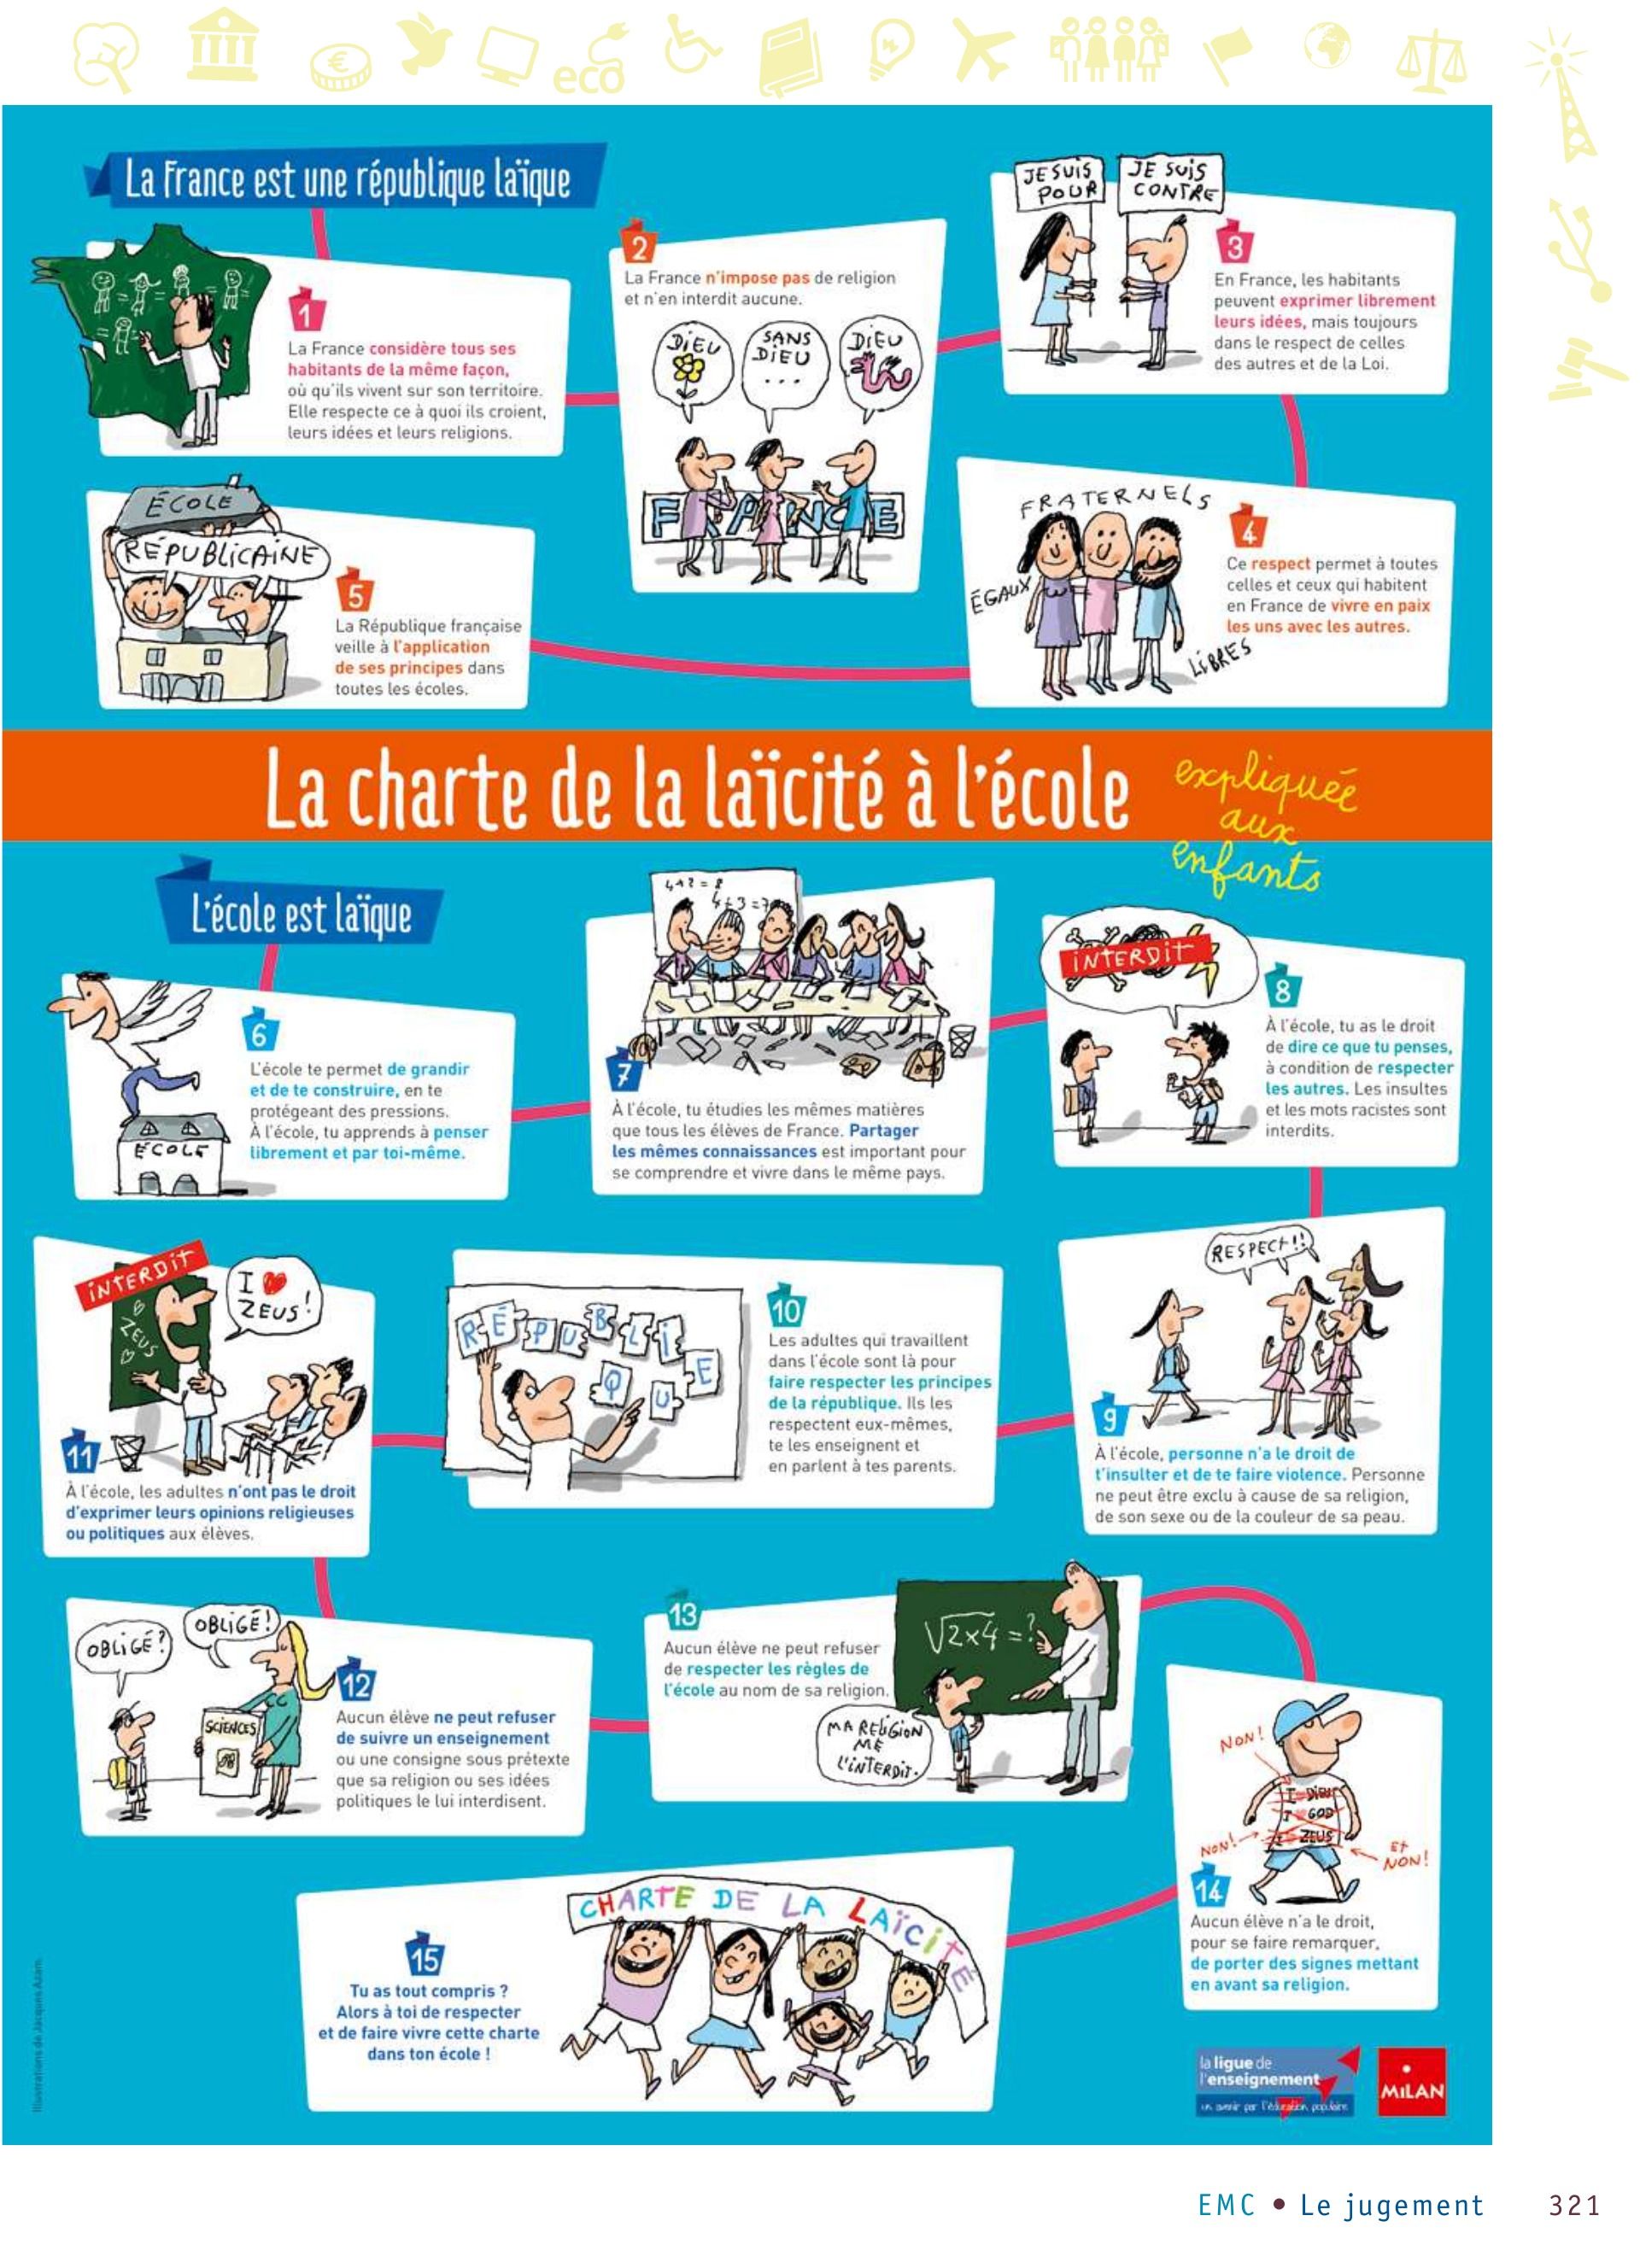 eco
La France est une république laïque
1
La France considère tous ses
habitants de la même façon,
où qu'ils vivent sur son territoire.
Elle respecte ce à quoi ils croient,
leurs idées et leurs religions.
2
La France n'impose pas de religion
et n'en interdit aucune.
DIEU
SANS
DIEU
...
DIEU
FRANCE
JE SUIS
POUR
JE SUIS
CONTRE
3
En France, les habitants
peuvent exprimer librement
leurs idées, mais toujours
dans le respect de celles
des autres et de la Loi.
FRATERNELS
ÉGAUX
LIBRES
4
Ce respect permet à toutes
celles et ceux qui habitent
en France de vivre en paix
les uns avec les autres.
ÉCOLE
RÉPUBLICAINE
5
La République française
veille à l'application
de ses principes dans
toutes les écoles.
La charte de la laïcité à l'école
expliquée
aux
enfants
L'école est laïque
ÉCOLE
6
L'école te permet de grandir
et de te construire, en te
protégeant des pressions.
À l'école, tu apprends à penser
librement et par toi-même.
4+3=7
7
À l'école, tu étudies les mêmes matières
que tous les élèves de France. Partager
les mêmes connaissances est important pour
se comprendre et vivre dans le même pays.
INTERDIT
8
À l'école, tu as le droit
de dire ce que tu penses,
à condition de respecter
les autres. Les insultes
et les mots racistes sont
interdits.
RESPECT!!
9
À l'école, personne n'a le droit de
t'insulter et de te faire violence. Personne
ne peut être exclu à cause de sa religion,
de son sexe ou de la couleur de sa peau.
RÉPUBLIQUE
10
Les adultes qui travaillent
dans l'école sont là pour
faire respecter les principes
de la république. Ils les
respectent eux-mêmes,
te les enseignent et
en parlent à tes parents.
INTERDIT
ZEUS
I ♥
ZEUS!
11
À l'école, les adultes n'ont pas le droit
d'exprimer leurs opinions religieuses
ou politiques aux élèves.
OBLIGÉ?
OBLIGÉ!
SCIENCES
12
Aucun élève ne peut refuser
de suivre un enseignement
ou une consigne sous prétexte
que sa religion ou ses idées
politiques le lui interdisent.
13
Aucun élève ne peut refuser
de respecter les règles de
l'école au nom de sa religion.
√2x4 =?
MA RELIGION
ME
L'INTERDIT.
NON!
I ♥ DIEU
I ♥ GOD
I ♥ ZEUS
NON!
ET
NON!
14
Aucun élève n'a le droit,
pour se faire remarquer,
de porter des signes mettant
en avant sa religion.
15
Tu as tout compris ?
Alors à toi de respecter
et de faire vivre cette charte
dans ton école !
CHARTE DE LA LAÏCITÉ
la ligue de
l'enseignement
un avenir par l'éducation populaire
MILAN
Illustrations de Jacques Azam
EMC • Le jugement 321